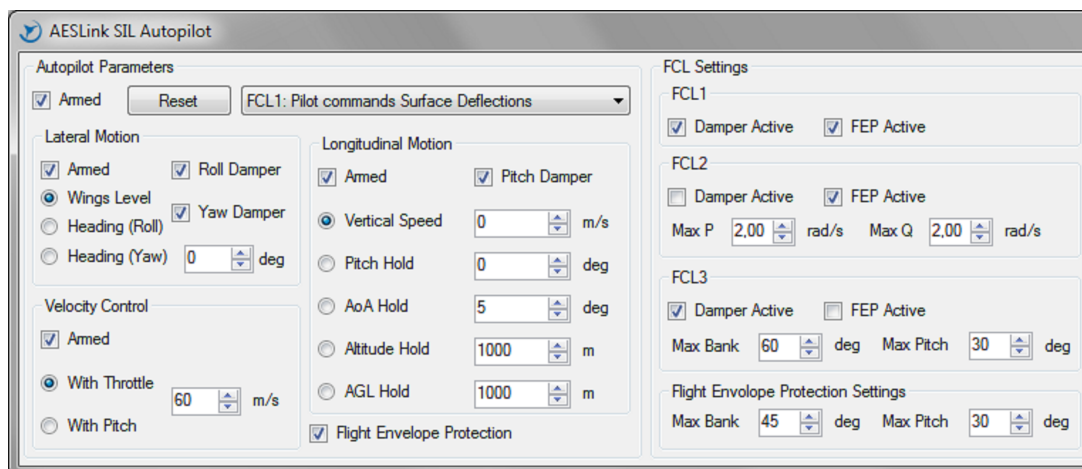 AESLink SIL Autopilot
Autopilot Parameters
Armed Reset FCL1: Pilot commands Surface Deflections
Lateral Motion
Armed Roll Damper
Wings Level
Yaw Damper
Heading (Roll)
Heading (Yaw) 0 deg
Velocity Control
Armed
With Throttle
60 m/s
With Pitch
Longitudinal Motion
Armed Pitch Damper
Vertical Speed 0 m/s
Pitch Hold 0 deg
AoA Hold 5 deg
Altitude Hold 1000 m
AGL Hold 1000 m
Flight Envelope Protection
FCL Settings
FCL1
Damper Active FEP Active
FCL2
Damper Active FEP Active
Max P 2,00 rad/s Max Q 2,00 rad/s
FCL3
Damper Active FEP Active
Max Bank 60 deg Max Pitch 30 deg
Flight Envelope Protection Settings
Max Bank 45 deg Max Pitch 30 deg